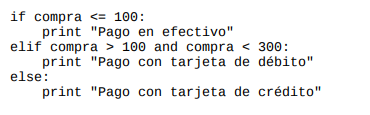 if compra <= 100:
    print "Pago en efectivo"
elif compra > 100 and compra < 300:
    print "Pago con tarjeta de débito"
else:
    print "Pago con tarjeta de crédito"